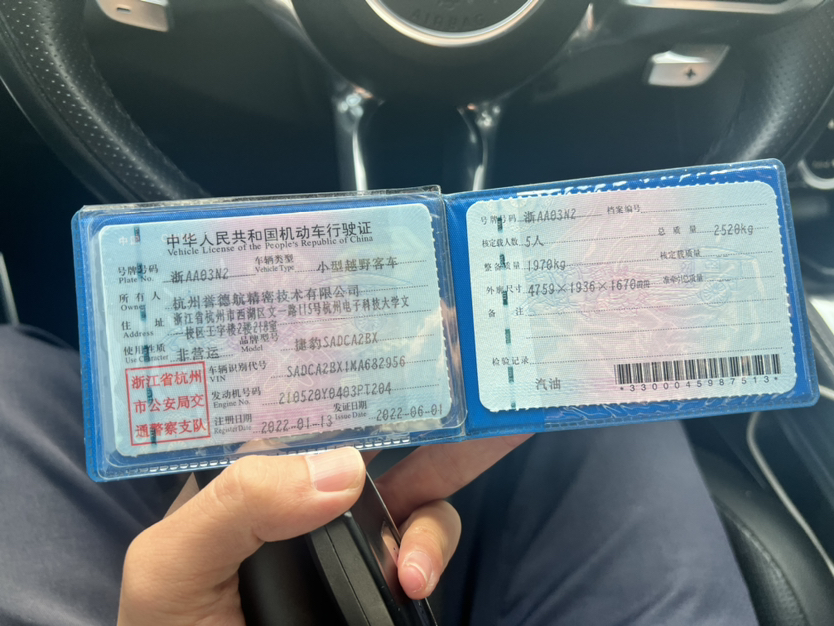 AIRBAG
中华人民共和国机动车行驶证
Vehicle License of the People's Republic of China
号牌号码 浙AA03N2 车辆类型 小型越野客车
Plate No. Vehicle Type
所有人 杭州誉德航精密技术有限公司
Owner
住址 浙江省杭州市西湖区文一路115号杭州电子科技大学文
Address 一校区王字楼2楼218室
使用性质 非营运 品牌型号 捷豹SADCA2BX
Use Character Model
浙江省杭州
市公安局交
通警察支队
车辆识别代号 SADCA2BX1MA682956
VIN
发动机号码 210520Y0403PT204
Engine No.
注册日期 2022-01-13 发证日期 2022-06-01
Register Date Issue Date
号牌号码 浙AA03N2 档案编号
核定载人数 5人 总质量 2520kg
整备质量 1970kg 核定载质量
外廓尺寸 4759×1936×1670mm 准牵引总质量
备注
检验记录
汽油
*3300045987513*